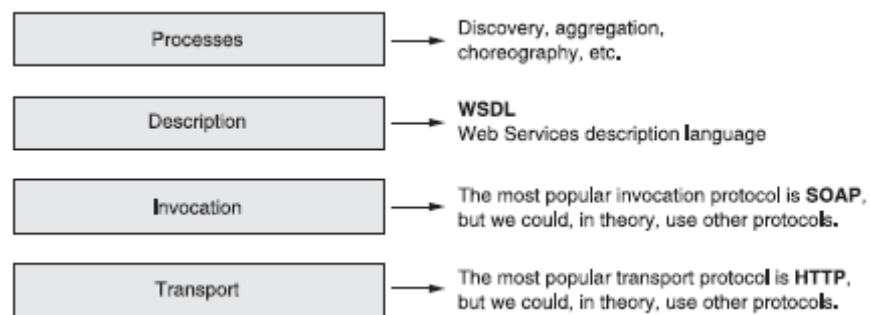 Processes
Discovery, aggregation,
choreography, etc.
Description
WSDL
Web Services description language
Invocation
The most popular invocation protocol is SOAP,
but we could, in theory, use other protocols.
Transport
The most popular transport protocol is HTTP,
but we could, in theory, use other protocols.